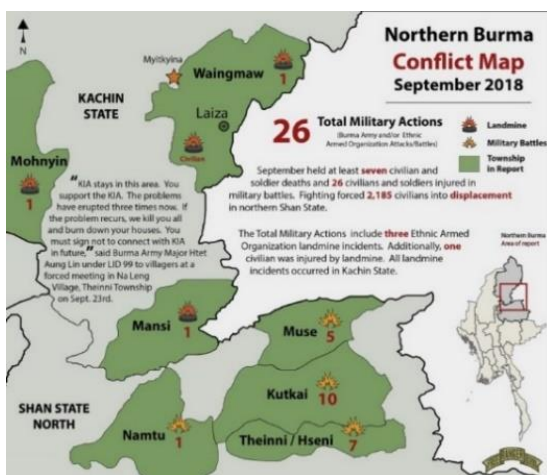 Northern Burma
Conflict Map
September 2018
N
Myitkyina
Waingmaw
1
KACHIN
STATE
Laiza
Civilian
Mohnyin
1
26
Total Military Actions
(Burma Army and/or Ethnic
Armed Organization Attacks/Battles)
Landmine
Military Battles
Township
In Report
September held at least seven civilian and
soldier deaths and 26 civilians and soldiers injured in
military battles. Fighting forced 2,185 civilians into displacement
in northern Shan State.
"KIA stays in this area. You
support the KIA. The problems
have erupted three times now. If
the problem recurs, we kill you all
and burn down your houses. You
must sign not to connect with KIA
in future," said Burma Army Major Htet
Aung Lin under LID 99 to villagers at a
forced meeting in Na Leng
Village, Theinni Township
on Sept. 23rd.
The Total Military Actions include three Ethnic Armed
Organization landmine incidents. Additionally, one
civilian was injured by landmine. All landmine
incidents occurred in Kachin State.
Northern Burma
Area of report
Mansi
1
Muse
5
Kutkai
10
SHAN STATE
NORTH
Namtu
1
Theinni / Hseni
7